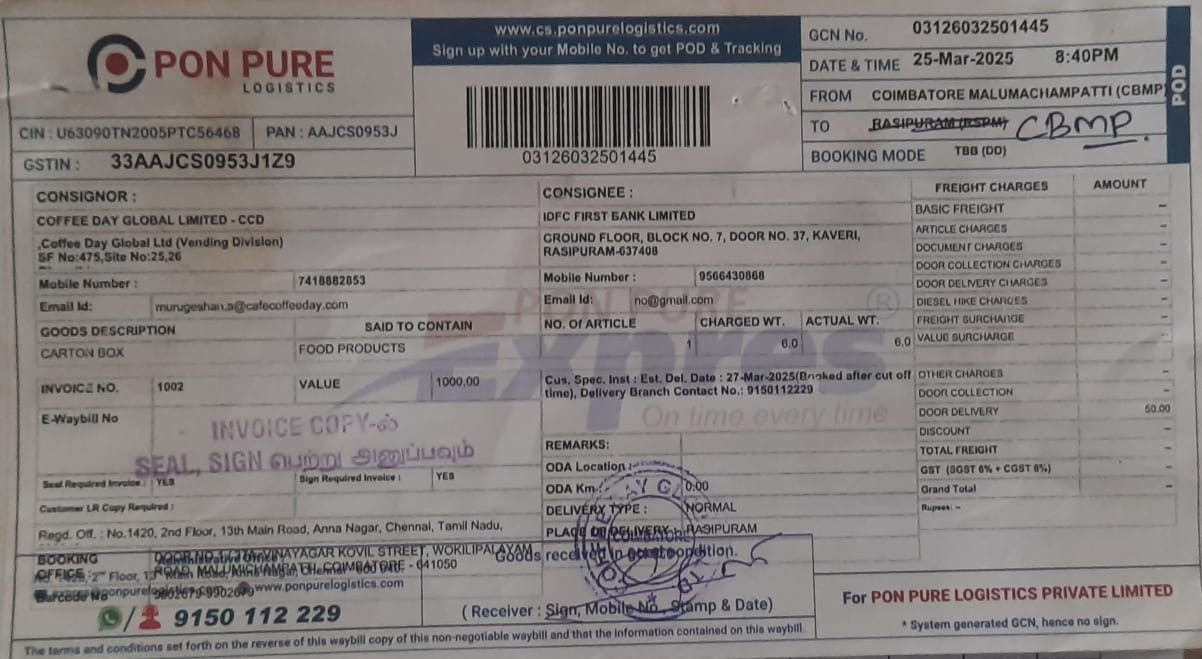 PON PURE
LOGISTICS
CIN : U63090TN2005PTC56468 PAN : AAJCS0953J
GSTIN : 33AAJCS0953J1Z9
www.cs.ponpurelogistics.com
Sign up with your Mobile No. to get POD & Tracking
03126032501445
GCN No. 03126032501445
DATE & TIME 25-Mar-2025 8:40PM
FROM COIMBATORE MALUMACHAMPATTI (CBMP)
TO RASIPURAM (RSPM) CBMP.
BOOKING MODE TBB (DD)
POD
CONSIGNOR :
COFFEE DAY GLOBAL LIMITED - CCD
,Coffee Day Global Ltd (Vending Division)
SF No:475,Site No:25,26
Mobile Number : 7418882853
Email Id: murugeshan.a@cafecoffeeday.com
GOODS DESCRIPTION SAID TO CONTAIN
CARTON BOX FOOD PRODUCTS
INVOICE NO. 1002 VALUE 1000.00
E-Waybill No
INVOICE COPY-ல்
SEAL, SIGN பெற்று அனுப்பவும்
Seal Required Invoice : YES Sign Required Invoice : YES
Customer LR Copy Required :
CONSIGNEE :
IDFC FIRST BANK LIMITED
GROUND FLOOR, BLOCK NO. 7, DOOR NO. 37, KAVERI,
RASIPURAM-637408
Mobile Number : 9566430868
Email Id: no@gmail.com
NO. Of ARTICLE CHARGED WT. ACTUAL WT.
1 6.0 6.0
Cus. Spec. Inst : Est. Del. Date : 27-Mar-2025(Booked after cut off
time), Delivery Branch Contact No.: 9150112229
PON PURE
Expres
On time every time
REMARKS:
ODA Location :-
ODA Km : 0.00
DELIVERY TYPE : NORMAL
PLACE OF DELIVERY : RASIPURAM
FREIGHT CHARGES AMOUNT
BASIC FREIGHT -
ARTICLE CHARGES -
DOCUMENT CHARGES -
DOOR COLLECTION CHARGES -
DOOR DELIVERY CHARGES -
DIESEL HIKE CHARGES -
FREIGHT SURCHARGE -
VALUE SURCHARGE -
OTHER CHARGES -
DOOR COLLECTION -
DOOR DELIVERY 50.00
DISCOUNT -
TOTAL FREIGHT -
GST (SGST 6% + CGST 6%) -
Grand Total -
Rupees: -
Regd. Off. : No.1420, 2nd Floor, 13th Main Road, Anna Nagar, Chennai, Tamil Nadu,
BOOKING
OFFICE
VINAYAGAR KOVIL STREET, WOKILIPALAYAM
ROAD, MALUMICHAMPATTI, COIMBATORE - 641050
Barcode No 9902679-9902679
www.ponpurelogistics.com
9150 112 229
Goods received in good condition.
COIMBATORE
( Receiver : Sign, Mobile No, Stamp & Date)
For PON PURE LOGISTICS PRIVATE LIMITED
* System generated GCN, hence no sign.
The terms and conditions set forth on the reverse of this waybill copy of this non-negotiable waybill and that the information contained on this waybill.